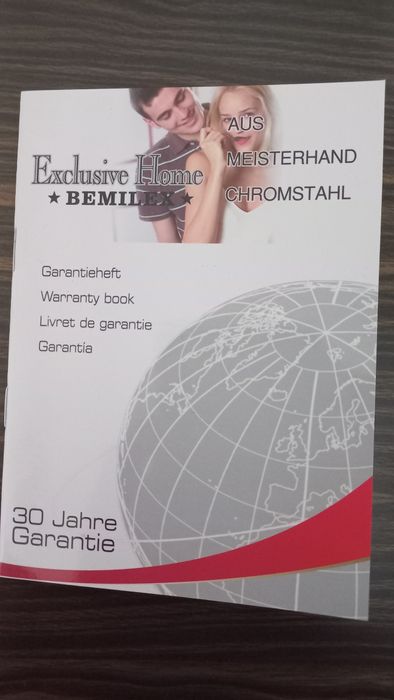 Exclusive Home
★ BEMILEX ★
AUS
MEISTERHAND
CHROMSTAHL
Garantieheft
Warranty book
Livret de garantie
Garantía
30 Jahre
Garantie